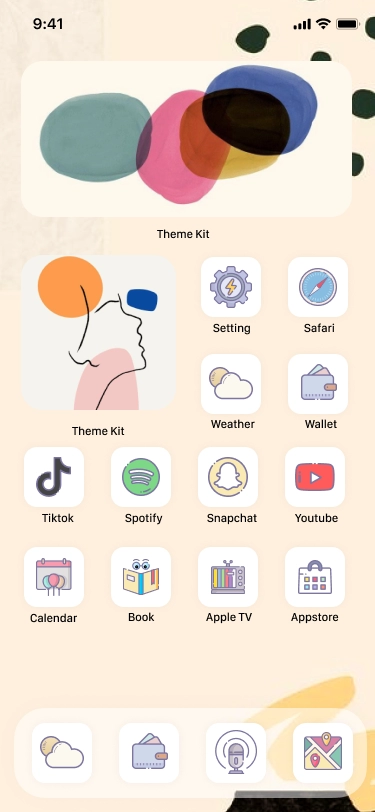 9:41
Theme Kit
Setting
Safari
Weather
Wallet
Theme Kit
Tiktok
Spotify
Snapchat
Youtube
Calendar
Book
Apple TV
Appstore